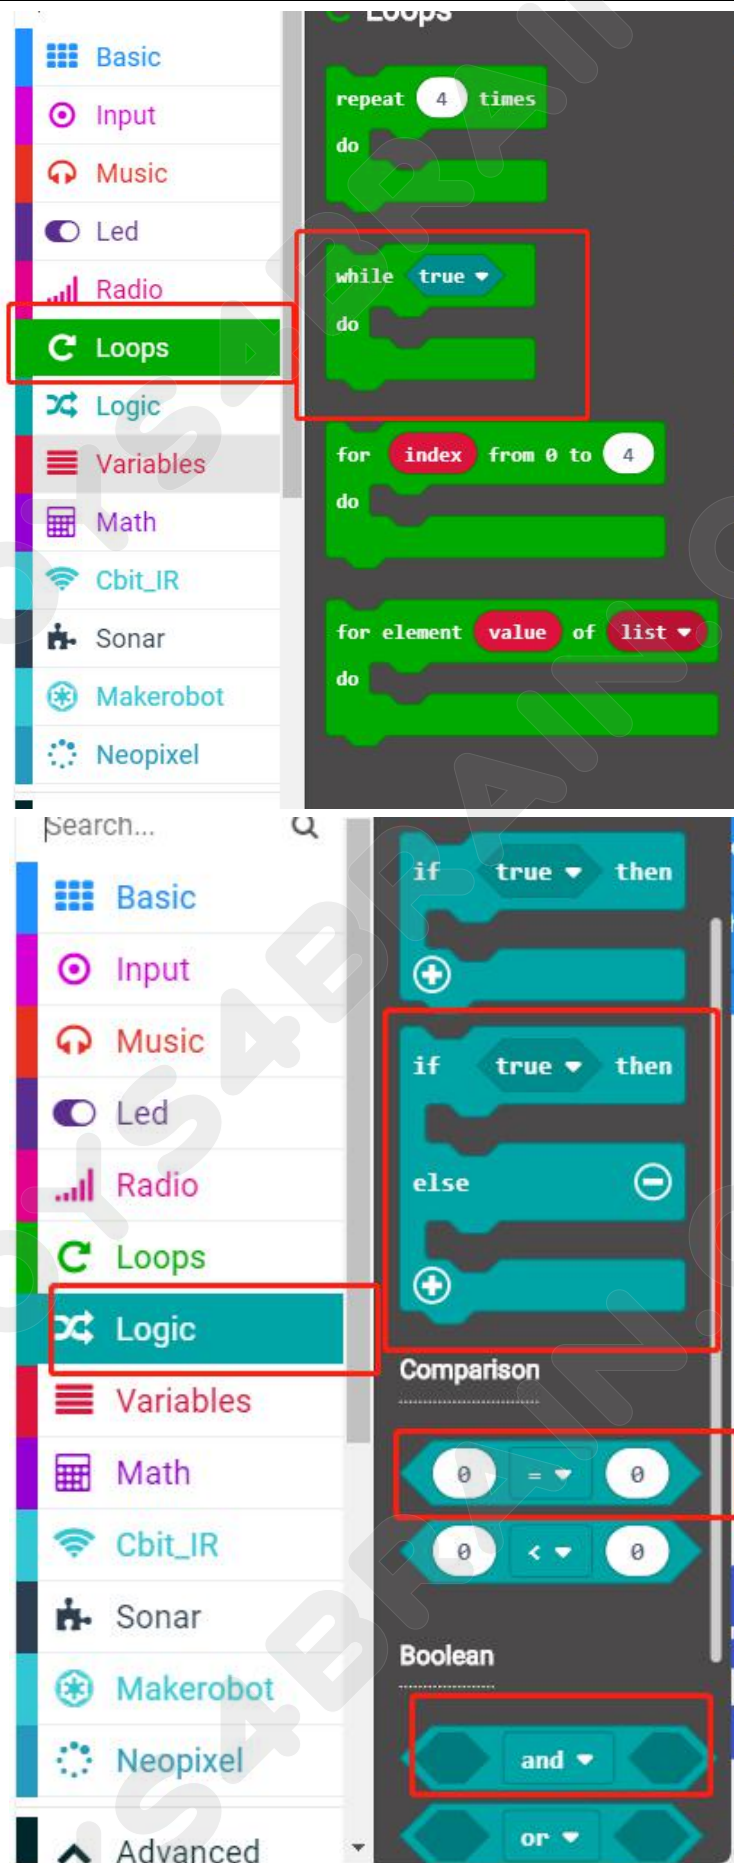 Loops
Basic
Input
Music
Led
Radio
Loops
Logic
Variables
Math
Cbit_IR
Sonar
Makerobot
Neopixel
repeat 4 times
do
while true
do
for index from 0 to 4
do
for element value of list
do
Search...
Basic
Input
Music
Led
Radio
Loops
Logic
Variables
Math
Cbit_IR
Sonar
Makerobot
Neopixel
Advanced
if true then
if true then
else
Comparison
0 = 0
0 < 0
Boolean
and
or